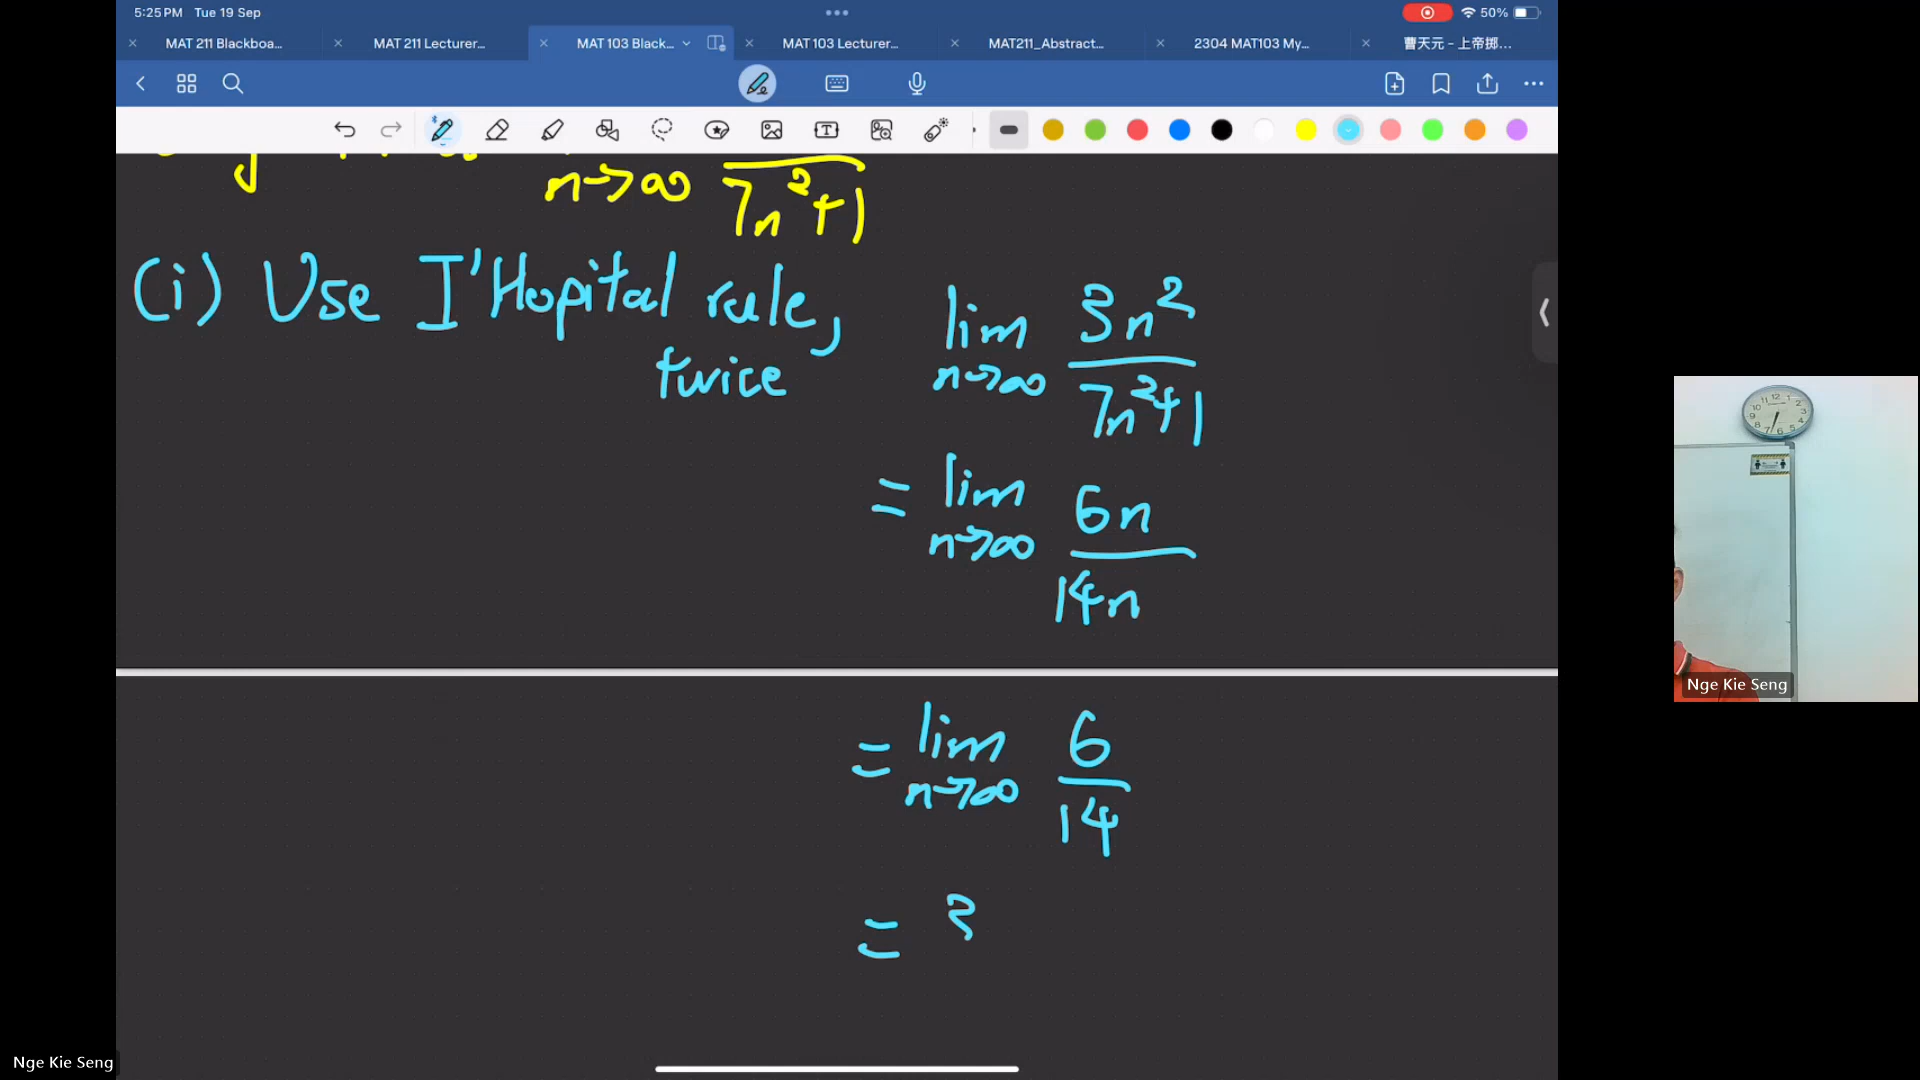 5:25 PM Tue 19 Sep
50%
MAT 211 Blackboa...
MAT 211 Lecturer...
MAT 103 Black...
MAT 103 Lecturer...
MAT211_Abstract...
2304 MAT103 My...
曹天元 - 上帝掷...
n→∞ 7n²+1
(i) Use I'Hopital rule, twice
lim n→∞ 3n²/7n²+1
= lim n→∞ 6n/14n
= lim n→∞ 6/14
= 3
Nge Kie Seng
Nge Kie Seng